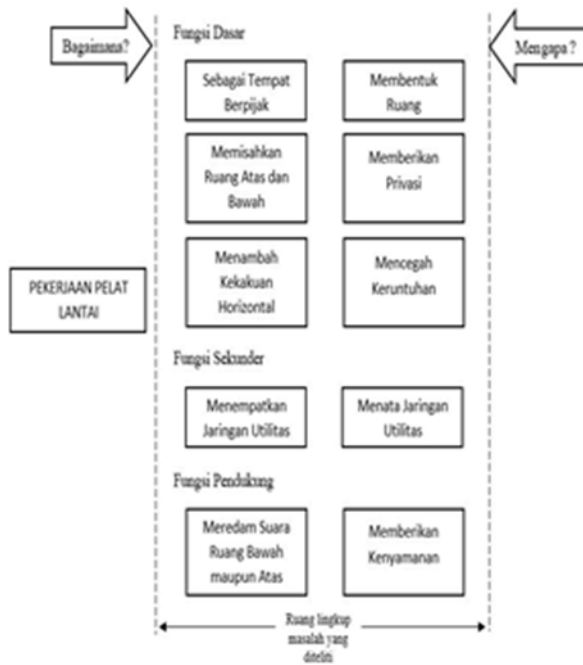 Fungsi Dasar
Bagaimana?
Mengapa ?
Sebagai Tempat
Berpijak
Membentuk
Ruang
Memisahkan
Ruang Atas dan
Bawah
Memberikan
Privasi
Menambah
Kekakuan
Horizontal
Mencegah
Keruntuhan
PEKERJAAN PELAT
LANTAI
Fungsi Sekunder
Menempatkan
Jaringan Utilitas
Menata Jaringan
Utilitas
Fungsi Pendukung
Meredam Suara
Ruang Bawah
maupun Atas
Memberikan
Kenyamanan
Ruang lingkup
masalah yang
diteliti